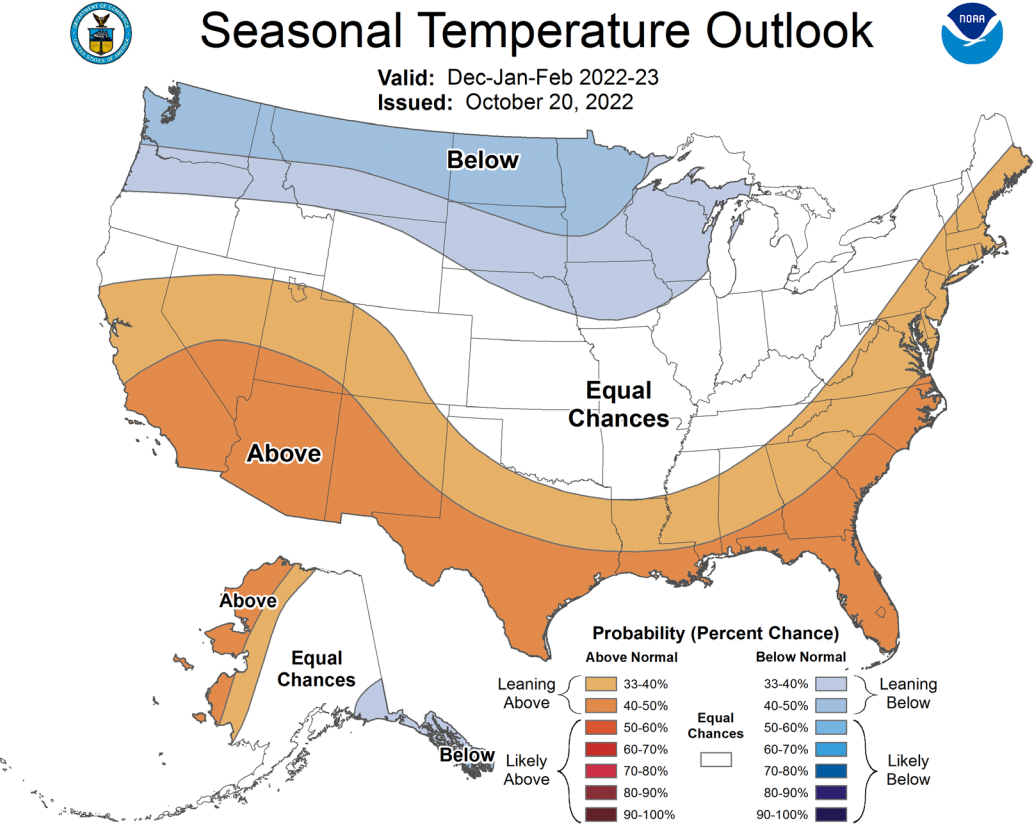 Seasonal Temperature Outlook
Valid: Dec-Jan-Feb 2022-23
Issued: October 20, 2022
NOAA
Below
Equal
Chances
Above
Above
Equal
Chances
Below
Probability (Percent Chance)
Above Normal
Below Normal
Leaning
Above
33-40%
40-50%
50-60%
60-70%
70-80%
80-90%
90-100%
Likely
Above
Equal
Chances
33-40%
40-50%
50-60%
60-70%
70-80%
80-90%
90-100%
Leaning
Below
Likely
Below